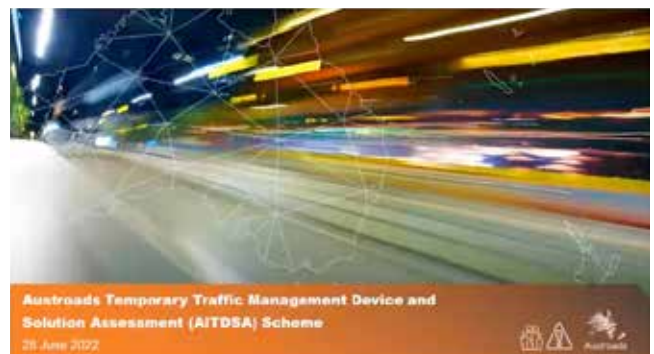 Austroads Temporary Traffic Management Device and
Solution Assessment (AITDSA) Scheme
28 June 2022
Austroads